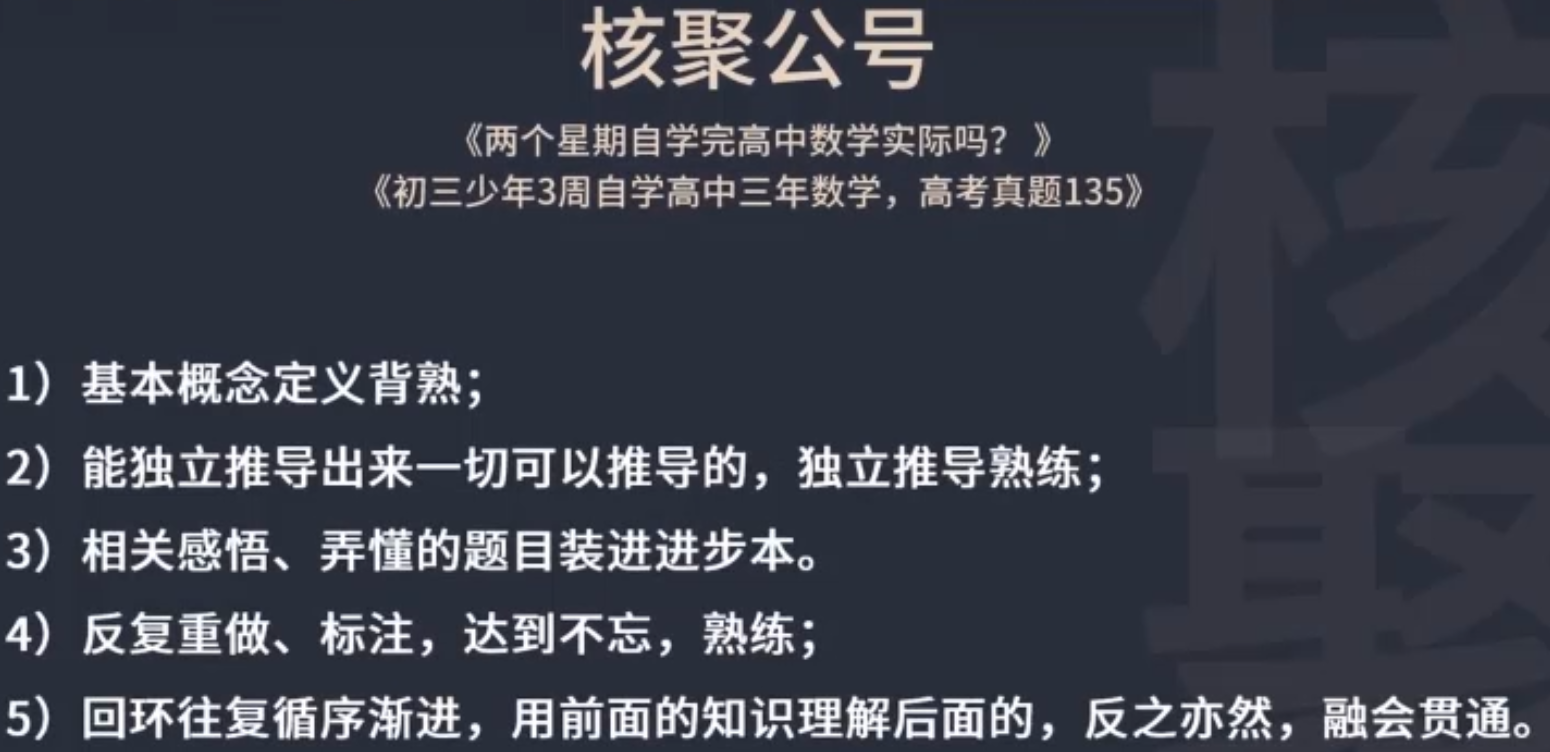 核聚公号
《两个星期自学完高中数学实际吗？ 》
《初三少年3周自学高中三年数学，高考真题135》
1）基本概念定义背熟；
2）能独立推导出来一切可以推导的，独立推导熟练；
3）相关感悟、弄懂的题目装进进步本。
4）反复重做、标注，达到不忘，熟练；
5）回环往复循序渐进，用前面的知识理解后面的，反之亦然，融会贯通。
核
聚